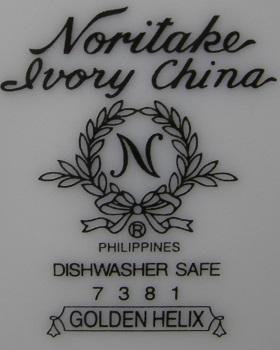 Noritake
Ivory China
N
®
PHILIPPINES
DISHWASHER SAFE
7381
GOLDEN HELIX